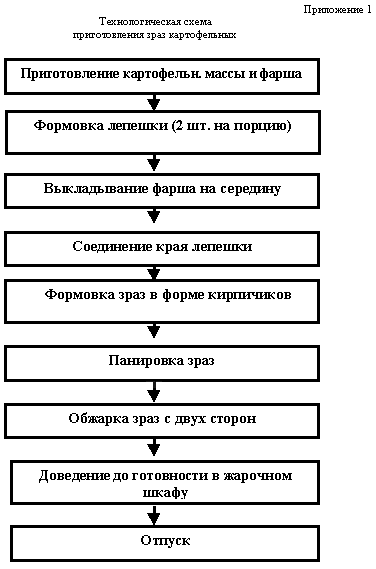 Приложение 1
Технологическая схема
приготовления зраз картофельных
Приготовление картофельн. массы и фарша
Формовка лепешки (2 шт. на порцию)
Выкладывание фарша на середину
Соединение края лепешки
Формовка зраз в форме кирпичиков
Панировка зраз
Обжарка зраз с двух сторон
Доведение до готовности в жарочном
шкафу
Отпуск